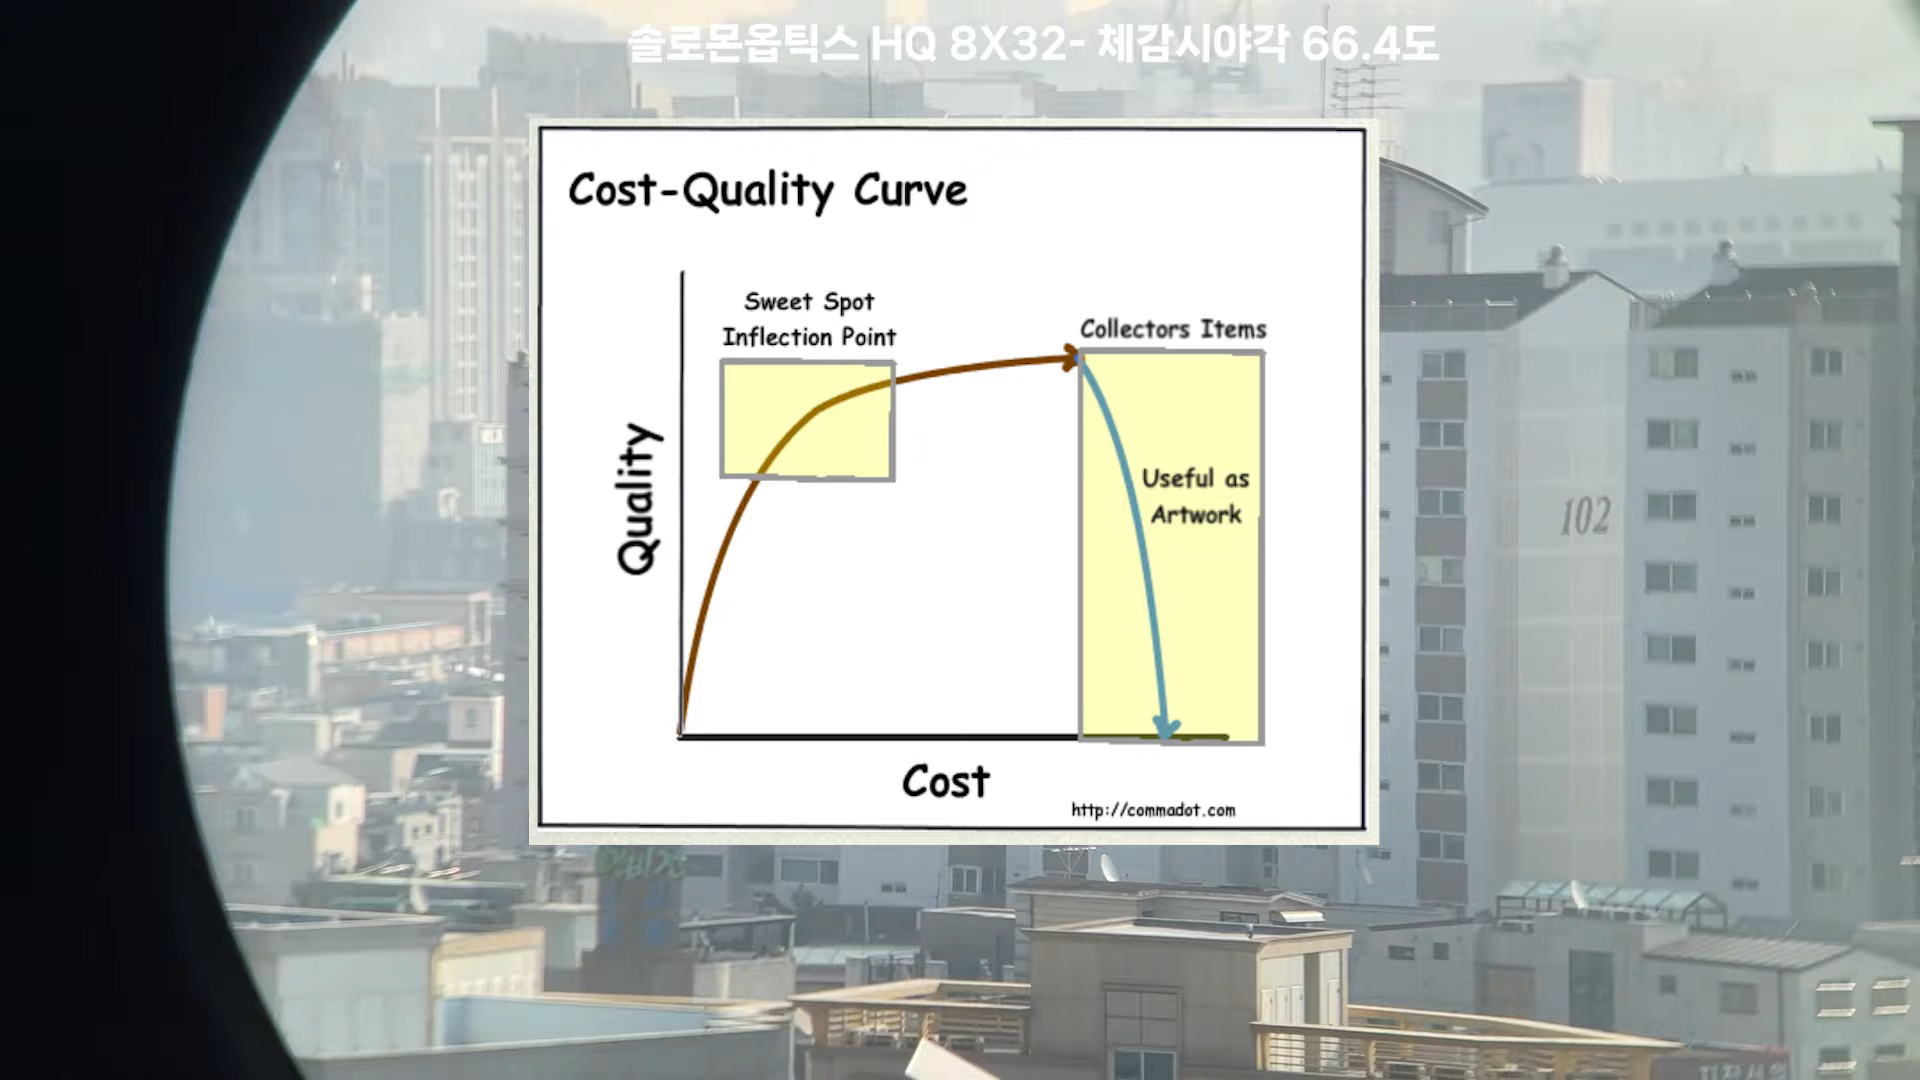 솔로몬옵틱스 HQ 8X32- 체감시야각 66.4도
Cost-Quality Curve
Sweet Spot
Inflection Point
Collectors Items
Useful as
Artwork
Quality
Cost
http://commadot.com
102